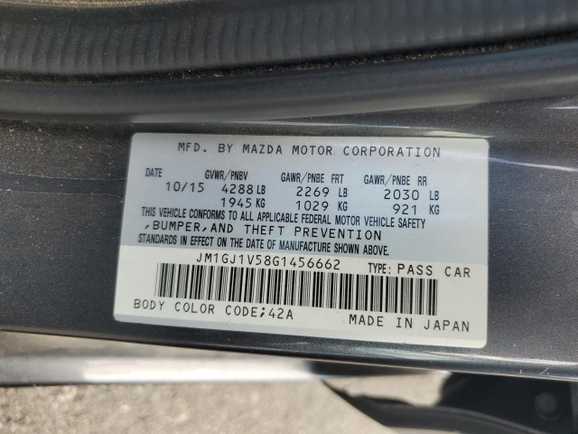 MFD. BY MAZDA MOTOR CORPORATION
DATE GVWR/PNBV GAWR/PNBE FRT GAWR/PNBE RR
10/15 4288 LB 2269 LB 2030 LB
1945 KG 1029 KG 921 KG
THIS VEHICLE CONFORMS TO ALL APPLICABLE FEDERAL MOTOR VEHICLE SAFETY
,BUMPER,AND THEFT PREVENTION
STANDARDS IN EFFECT ON THE DATE OF MANUFACTURE SHOWN ABOVE.
JM1GJ1V58G1456662 TYPE: PASS CAR
BODY COLOR CODE;42A MADE IN JAPAN